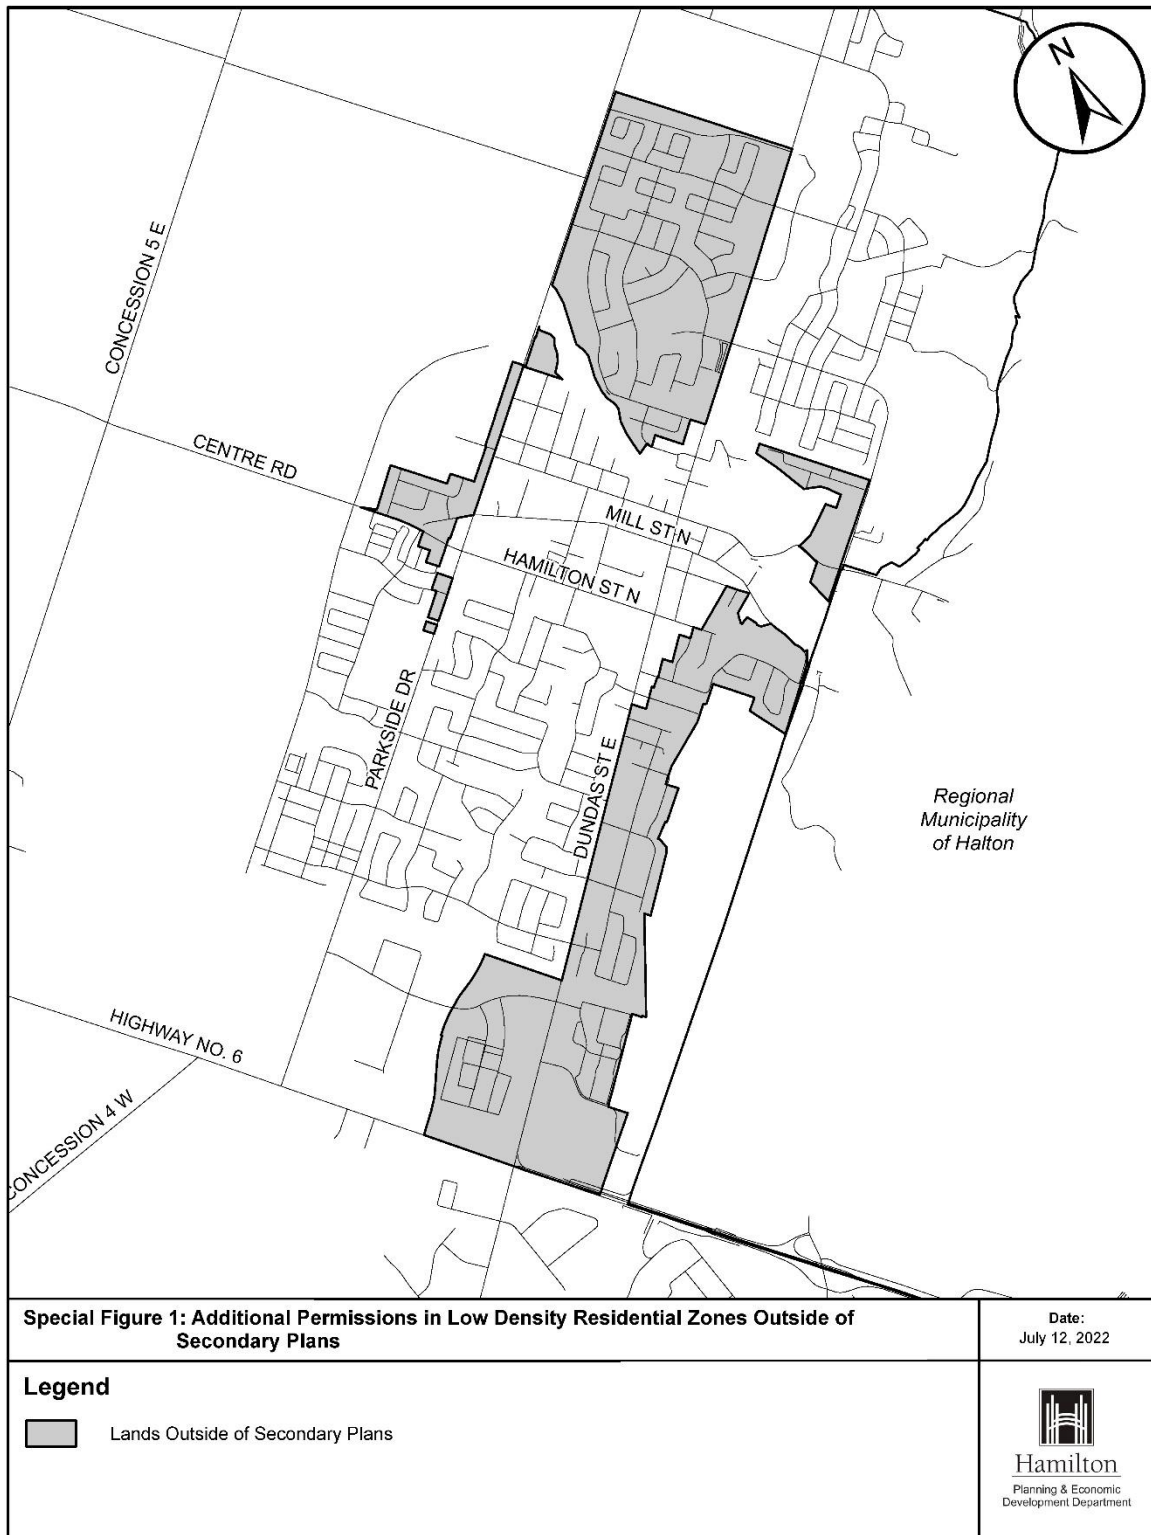 N
CONCESSION 5 E
CENTRE RD
MILL ST N
HAMILTON ST N
PARKSIDE DR
DUNDAS ST E
Regional
Municipality
of Halton
HIGHWAY NO. 6
CONCESSION 4 W
Special Figure 1: Additional Permissions in Low Density Residential Zones Outside of
Secondary Plans
Date:
July 12, 2022
Legend
Lands Outside of Secondary Plans
Hamilton
Planning & Economic
Development Department